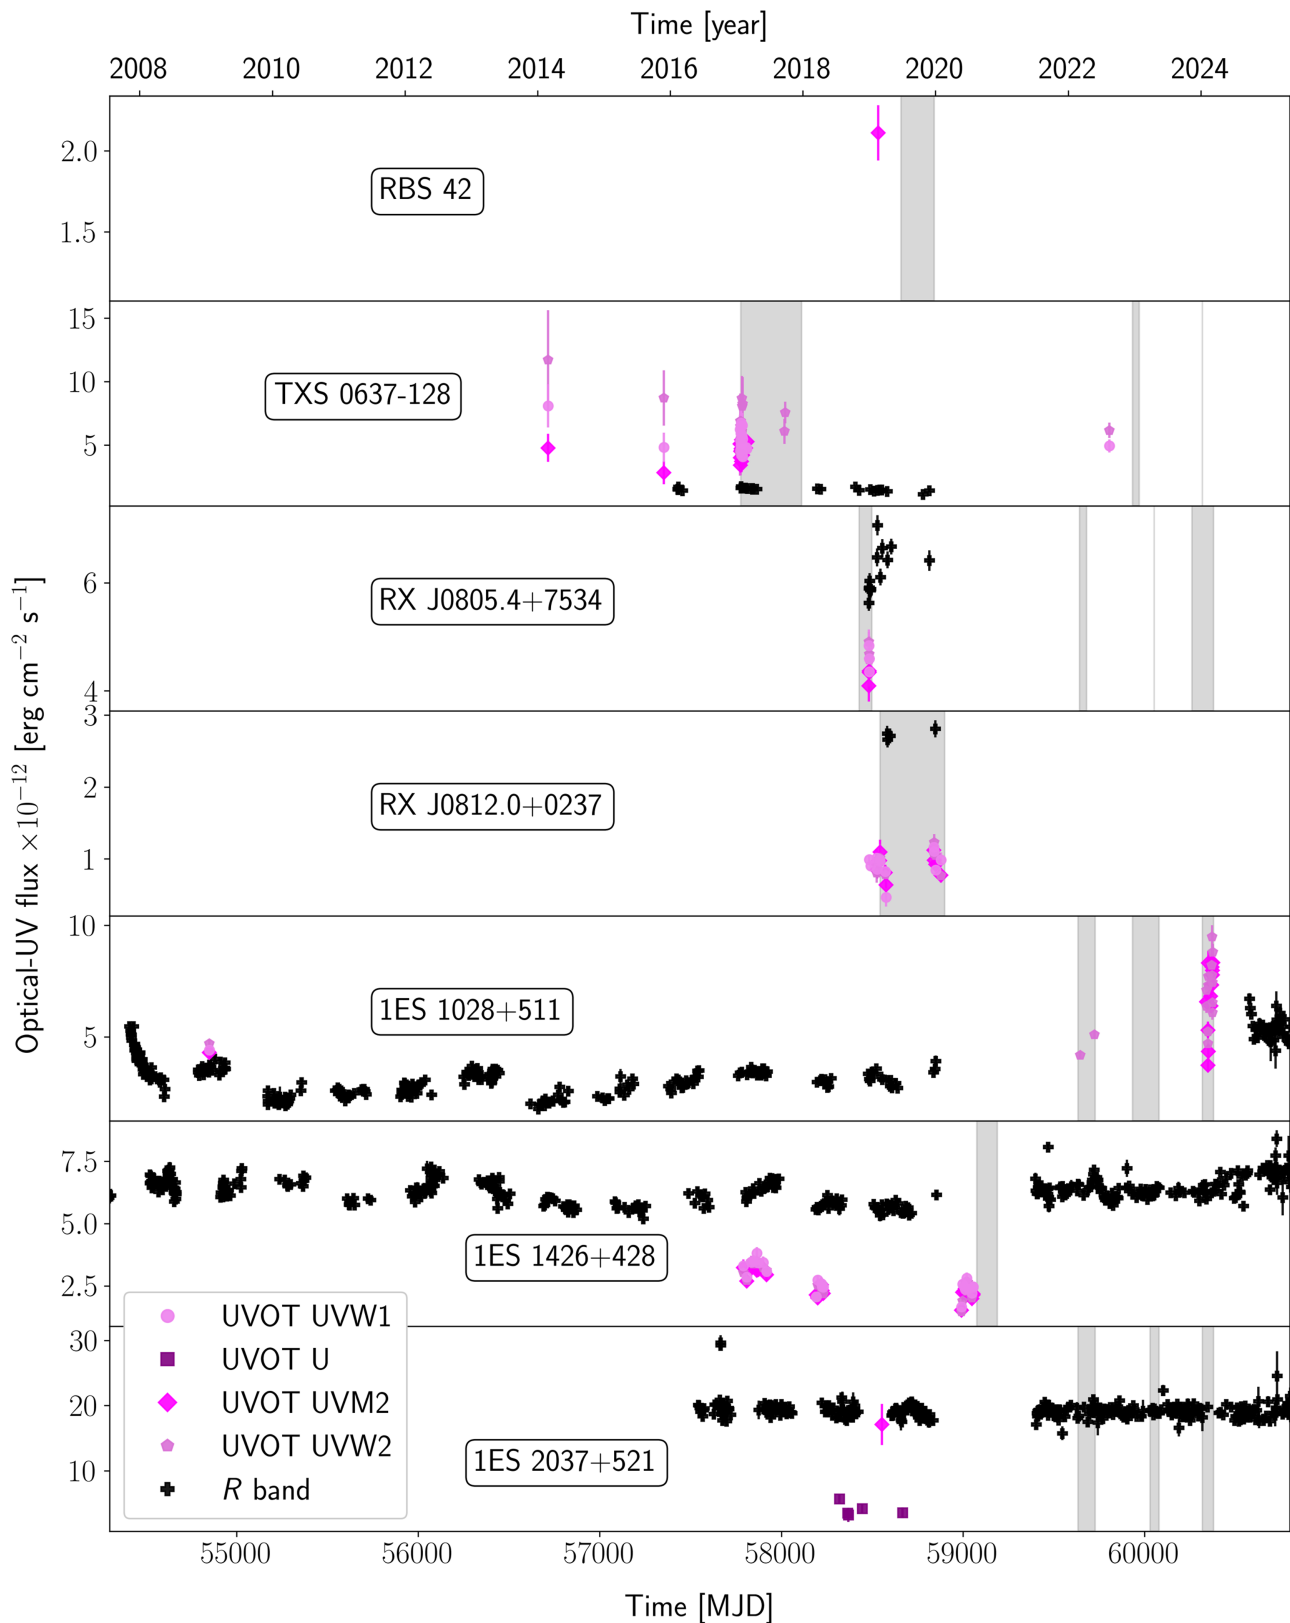 Time [year]
2008 2010 2012 2014 2016 2018 2020 2022 2024
Optical-UV flux ×10⁻¹² [erg cm⁻² s⁻¹]
2.0
RBS 42
1.5
15
10
TXS 0637-128
5
6
RX J0805.4+7534
4
3
2
RX J0812.0+0237
1
10
1ES 1028+511
5
7.5
5.0
1ES 1426+428
2.5
UVOT UVW1
30
UVOT U
UVOT UVM2
20
UVOT UVW2
1ES 2037+521
10
R band
55000 56000 57000 58000 59000 60000
Time [MJD]